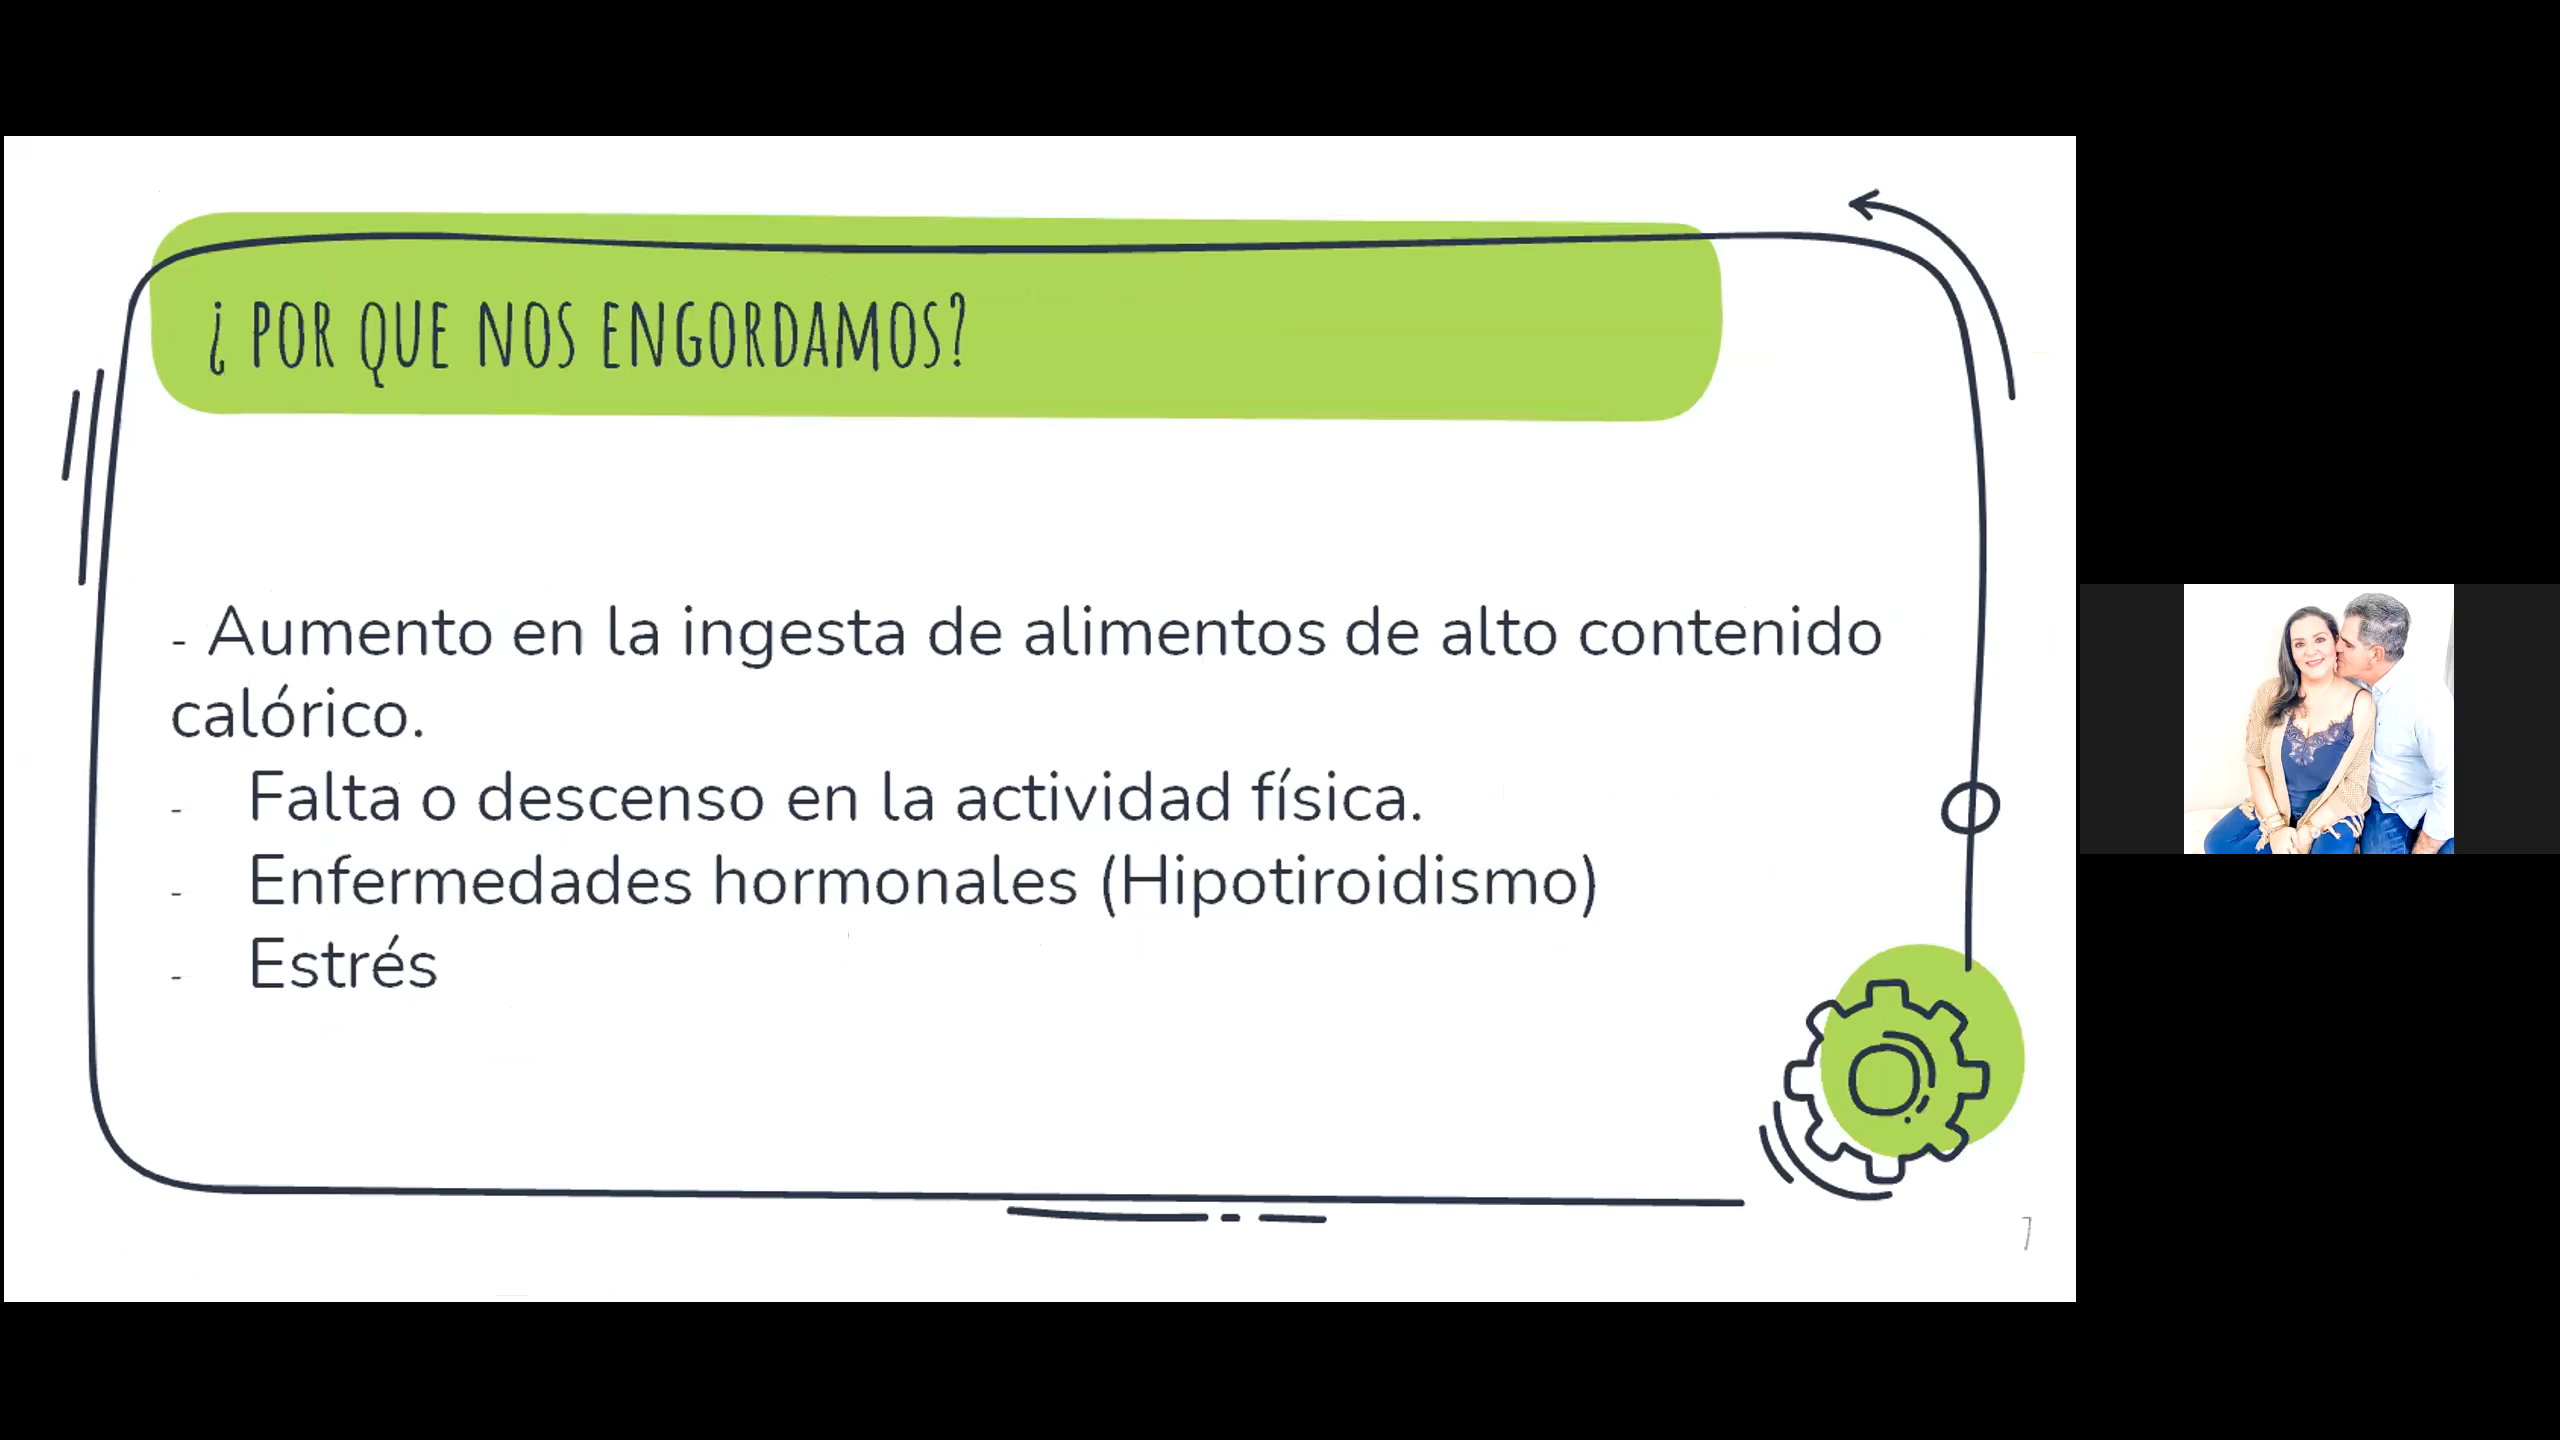 ¿ POR QUE NOS ENGORDAMOS?
- Aumento en la ingesta de alimentos de alto contenido
calórico.
- Falta o descenso en la actividad física.
- Enfermedades hormonales (Hipotiroidismo)
- Estrés
7